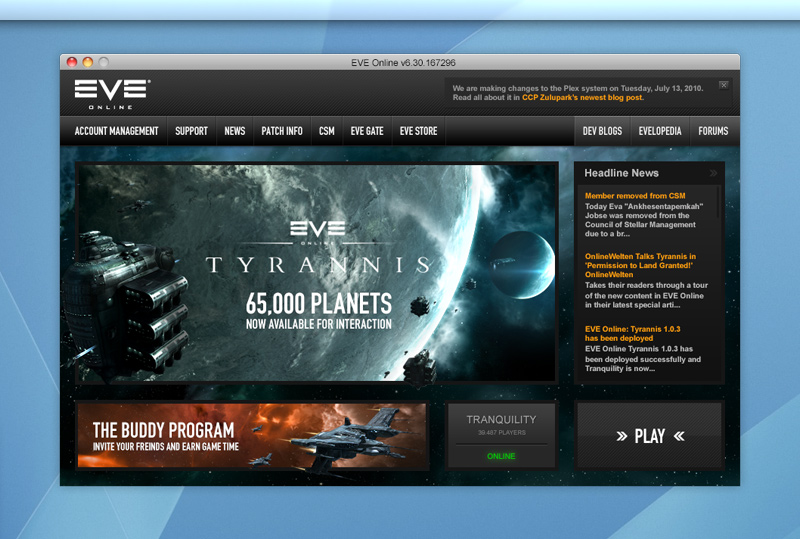 EVE Online v6.30.167296
EVE
ONLINE
We are making changes to the Plex system on Tuesday, July 13, 2010.
Read all about it in CCP Zulupark's newest blog post.
ACCOUNT MANAGEMENT
SUPPORT
NEWS
PATCH INFO
CSM
EVE GATE
EVE STORE
DEV BLOGS
EVELOPEDIA
FORUMS
EVE
ONLINE
TYRANNIS
65,000 PLANETS
NOW AVAILABLE FOR INTERACTION
Headline News
Member removed from CSM
Today Eva "Ankhesentapemkah"
Jobse was removed from the
Council of Stellar Management
due to a br...
OnlineWelten Talks Tyrannis in
'Permission to Land Granted!'
OnlineWelten
Takes their readers through a tour
of the new content in EVE Online
in their latest special arti...
EVE Online: Tyrannis 1.0.3
has been deployed
EVE Online Tyrannis 1.0.3 has
been deployed successfully and
Tranquility is now...
THE BUDDY PROGRAM
INVITE YOUR FREINDS AND EARN GAME TIME
TRANQUILITY
PLAYERS
ONLINE
» PLAY «